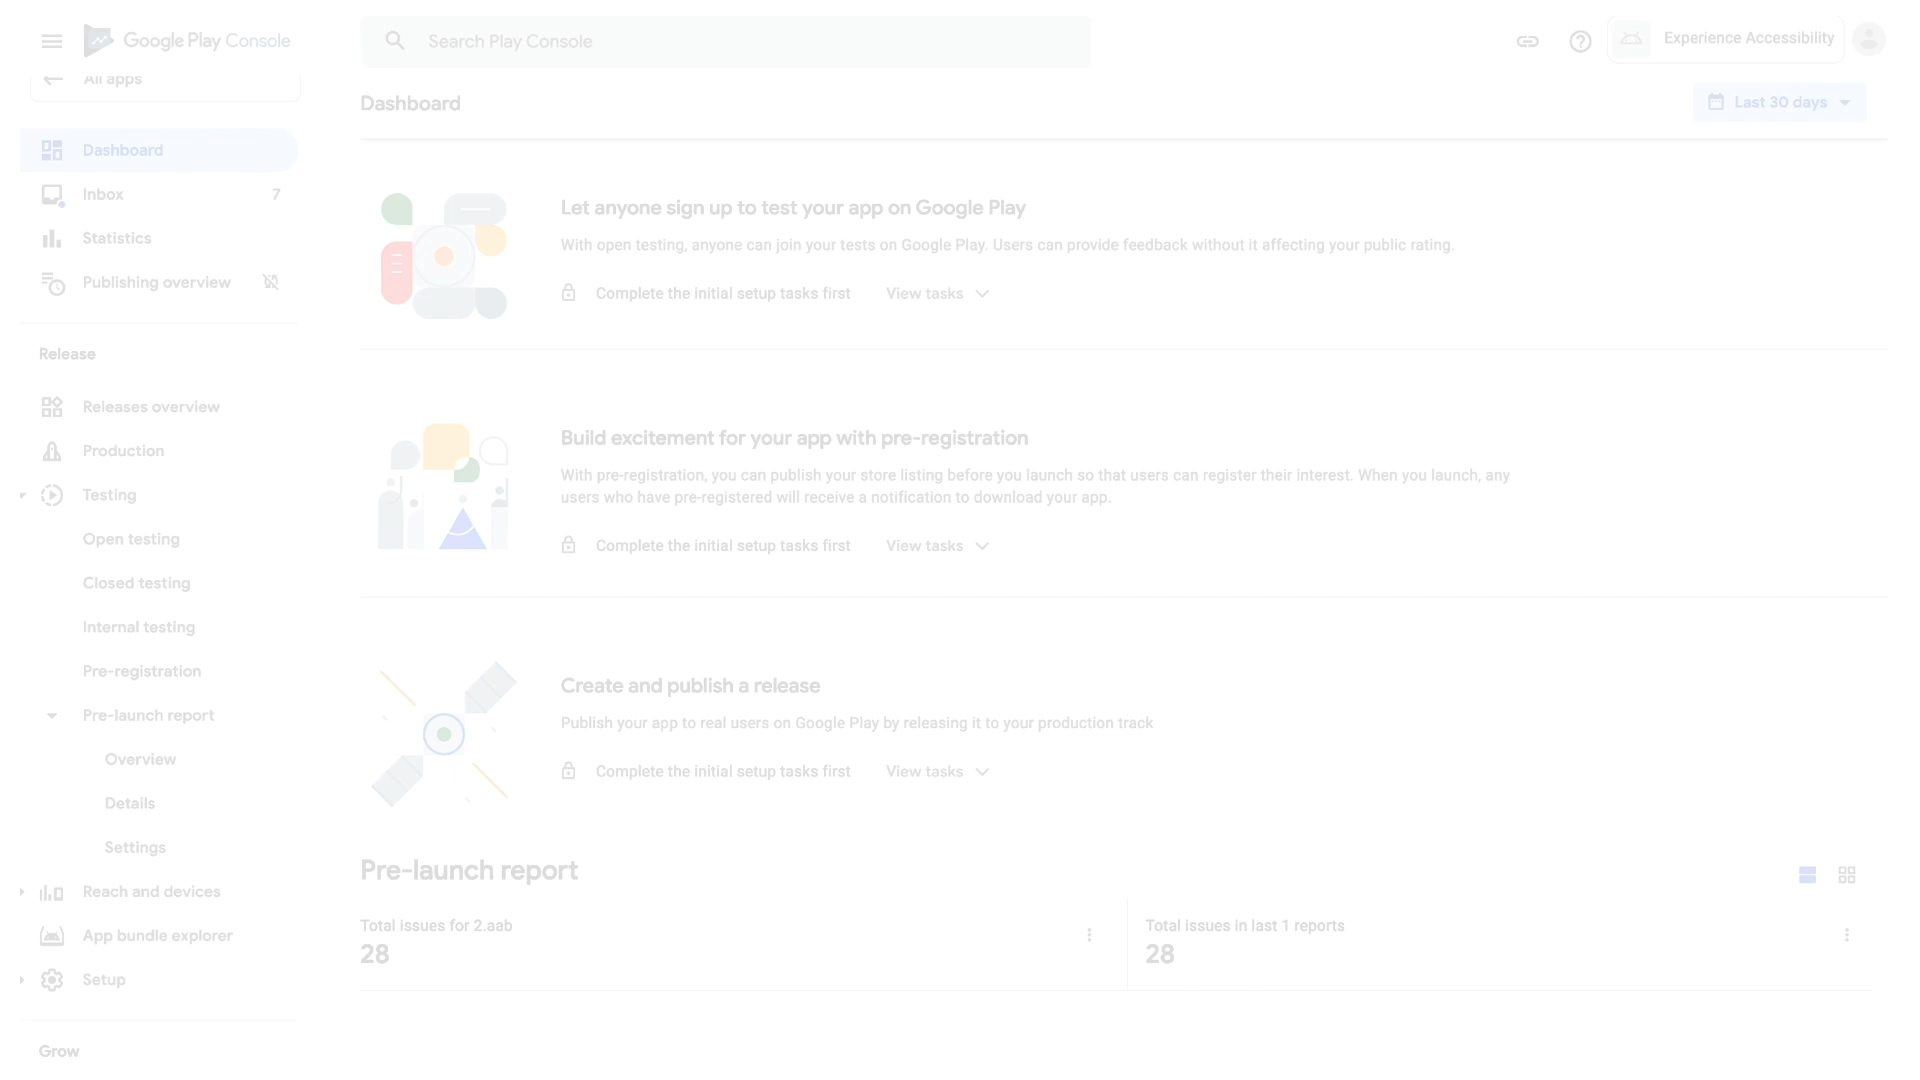 Google Play Console
Search Play Console
Experience Accessibility
All apps
Dashboard
Inbox 7
Statistics
Publishing overview
Release
Releases overview
Production
Testing
Open testing
Closed testing
Internal testing
Pre-registration
Pre-launch report
Overview
Details
Settings
Reach and devices
App bundle explorer
Setup
Grow
Dashboard
Last 30 days
Let anyone sign up to test your app on Google Play
With open testing, anyone can join your tests on Google Play. Users can provide feedback without it affecting your public rating.
Complete the initial setup tasks first View tasks
Build excitement for your app with pre-registration
With pre-registration, you can publish your store listing before you launch so that users can register their interest. When you launch, any
users who have pre-registered will receive a notification to download your app.
Complete the initial setup tasks first View tasks
Create and publish a release
Publish your app to real users on Google Play by releasing it to your production track
Complete the initial setup tasks first View tasks
Pre-launch report
Total issues for 2.aab
28
Total issues in last 1 reports
28